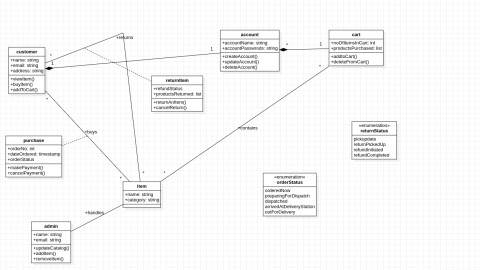 +returns
account
+accountName: string
+accountPasswords: string
+createAccount()
+updateAccount()
+deleteAccount()
*
1
cart
+noOfItemsInCart: int
+productsPurchased: list
+addtoCart()
+deleteFromCart()
customer
+name: string
+email: string
+address: string
+viewItem()
+buyItem()
+addToCart()
*
1
1
*
*
returnItem
+refundStatus
+productsReturned: list
+returnAnItem()
+cancelReturn()
+contains
«enumeration»
returnStatus
pickupdate
returnPickedUp
refundInitiated
refundCompleted
purchase
+orderNo: int
+dateOrdered: timestamp
+orderStatus
+makePayment()
+cancelPayment()
+buys
*
*
*
item
+name: string
+category: string
«enumeration»
orderStatus
orderedNow
preparingForDispatch
dispatched
arrivedAtDeliveryStation
outForDelivery
+handles
admin
+name: string
+email: string
+updateCatalog()
+addItem()
+removeItem()